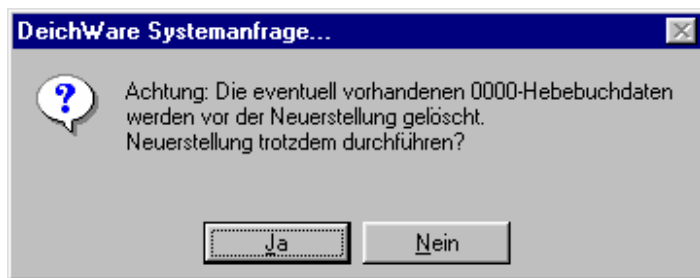 DeichWare Systemanfrage...
Achtung: Die eventuell vorhandenen 0000-Hebebuchdaten
werden vor der Neuerstellung gelöscht.
Neuerstellung trotzdem durchführen?
Ja Nein